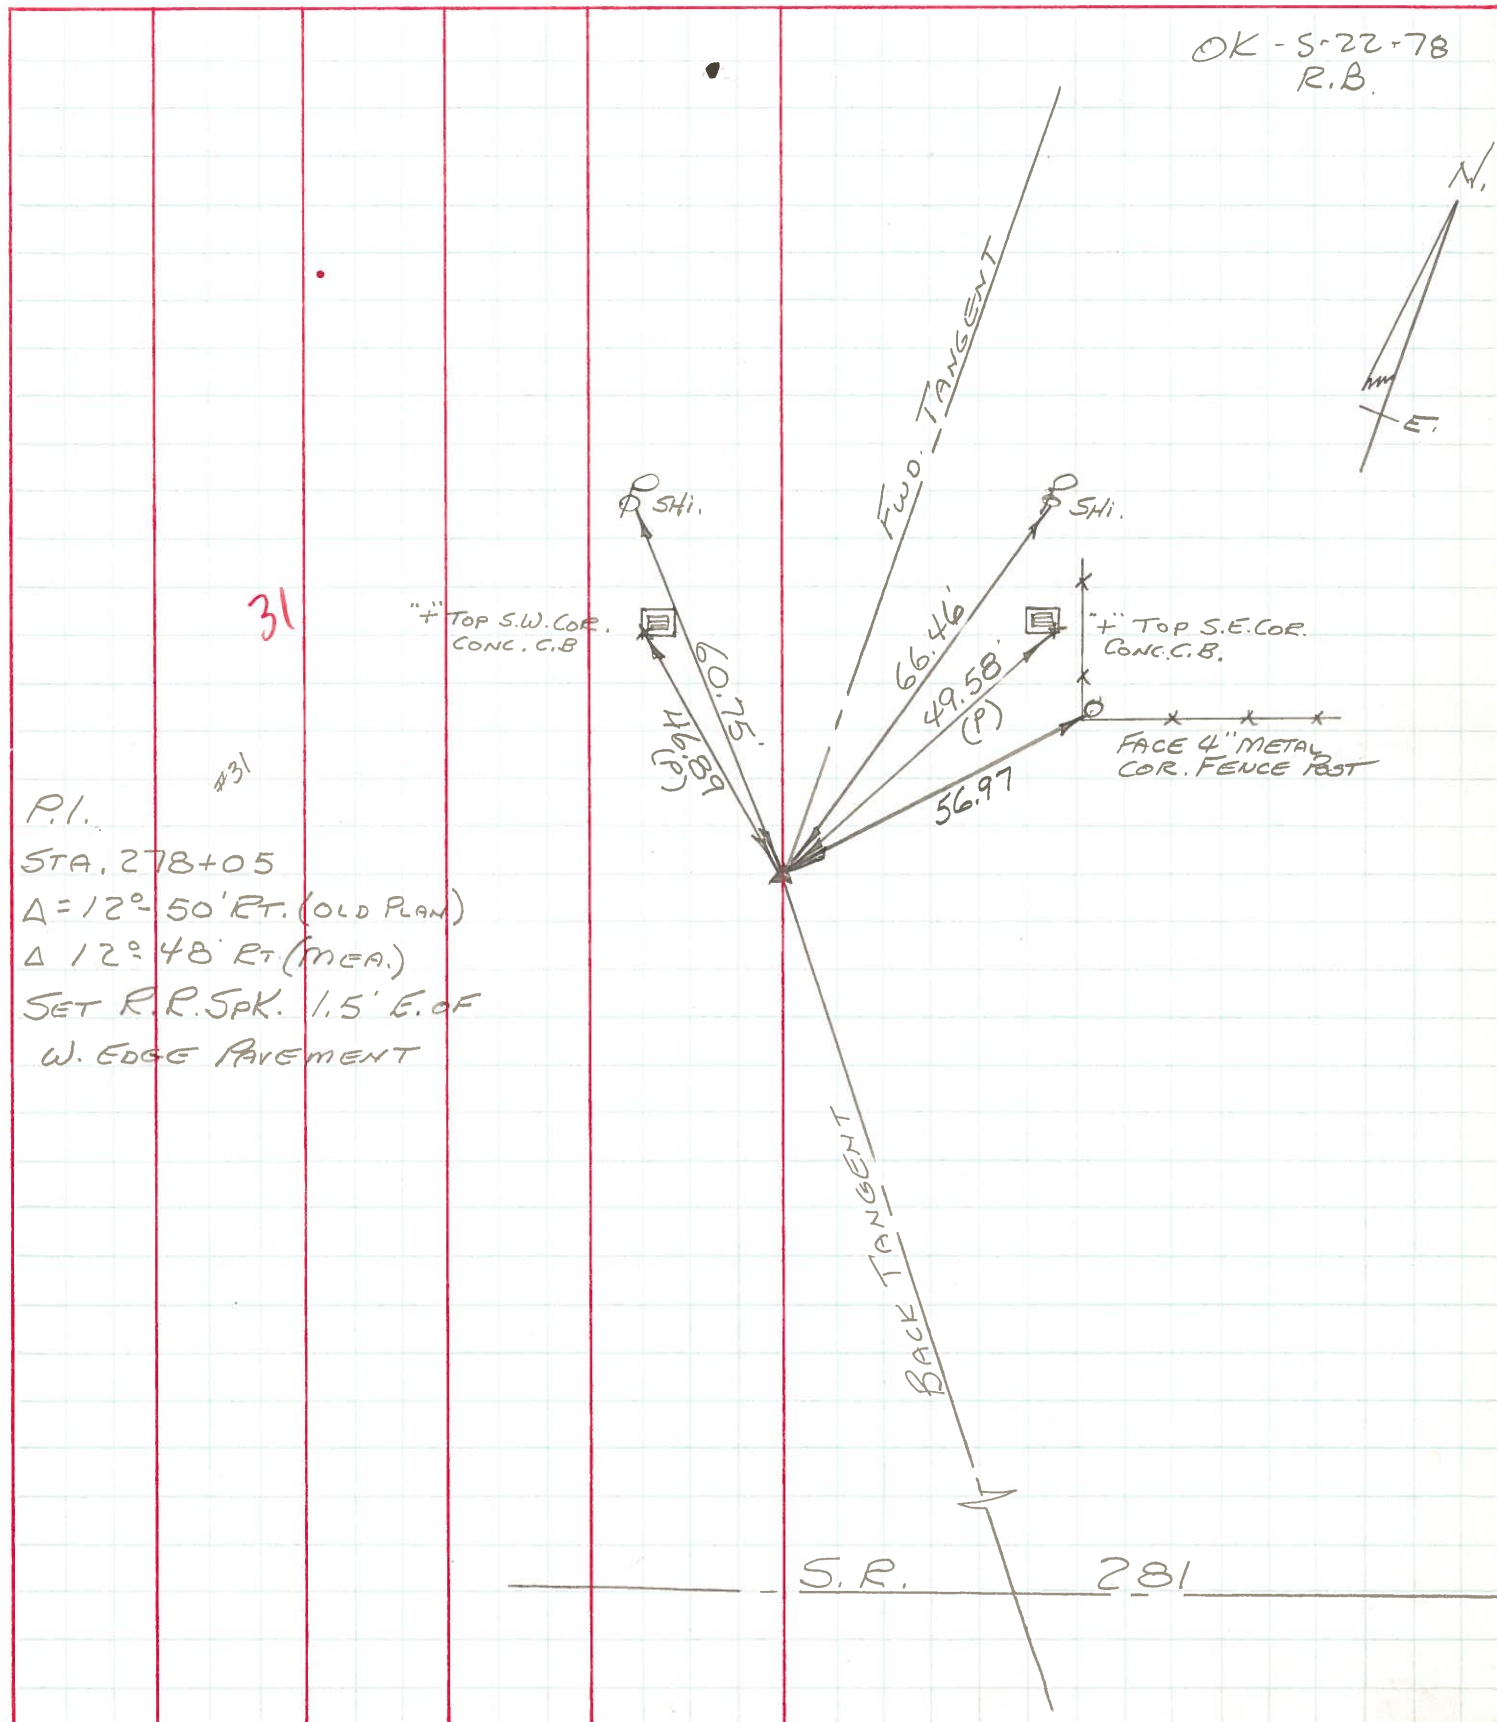 OK - 5-22-78
R.B.
N.
E.
FWD. TANGENT
SHI.
SHI.
31
"+" TOP S.W. COR.
CONC. C.B
"+" TOP S.E. COR.
CONC. C.B.
60.75'
46.89
(P)
66.46'
49.58'
(P)
56.97
FACE 4" METAL
COR. FENCE POST
#31
P.I.
STA. 278+05
Δ = 12°-50' RT. (OLD PLAN)
Δ 12°-48' RT (MEA.)
SET R.R. SPK. 1.5' E. OF
W. EDGE PAVEMENT
BACK TANGENT
S.R. 281